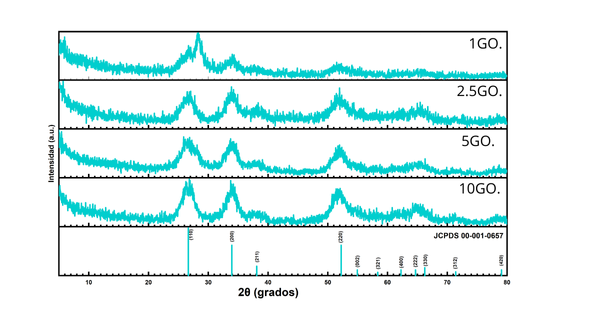 1GO.
2.5GO.
5GO.
10GO.
Intensidad (a.u.)
JCPDS 00-001-0657
(110)
(200)
(211)
(220)
(002)
(321)
(400)
(222)
(330)
(312)
(420)
10 20 30 40 50 60 70 80
2θ (grados)